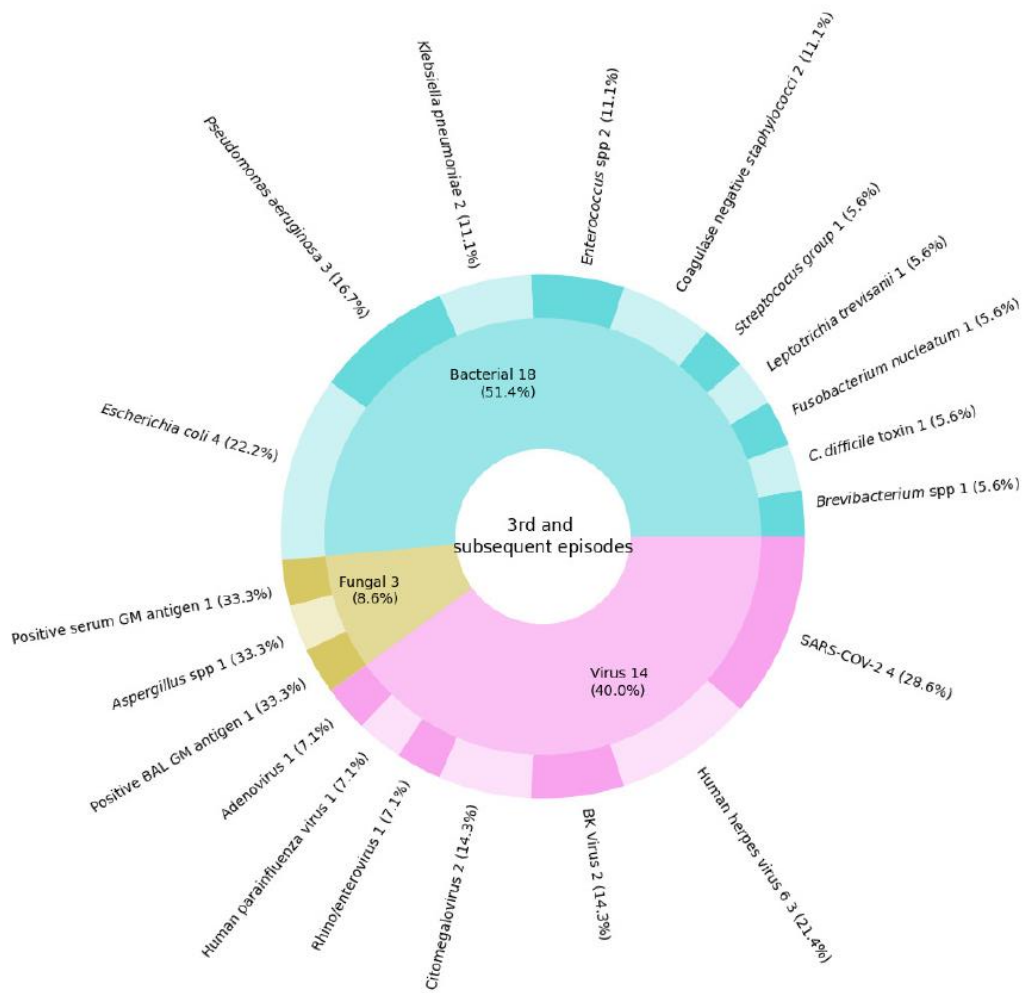 Klebsiella pneumoniae 2 (11.1%)
Enterococcus spp 2 (11.1%)
Coagulase negative staphylococci 2 (11.1%)
Pseudomonas aeruginosa 3 (16.7%)
Streptococus group 1 (5.6%)
Leptotrichia trevisanii 1 (5.6%)
Fusobacterium nucleatum 1 (5.6%)
Escherichia coli 4 (22.2%)
C. difficile toxin 1 (5.6%)
Brevibacterium spp 1 (5.6%)
Bacterial 18
(51.4%)
3rd and
subsequent episodes
Fungal 3
(8.6%)
Virus 14
(40.0%)
Positive serum GM antigen 1 (33.3%)
Aspergillus spp 1 (33.3%)
Positive BAL GM antigen 1 (33.3%)
Adenovirus 1 (7.1%)
Human parainfluenza virus 1 (7.1%)
Rhino/enterovirus 1 (7.1%)
Citomegalovirus 2 (14.3%)
BK Virus 2 (14.3%)
Human herpes virus 6 3 (21.4%)
SARS-COV-2 4 (28.6%)